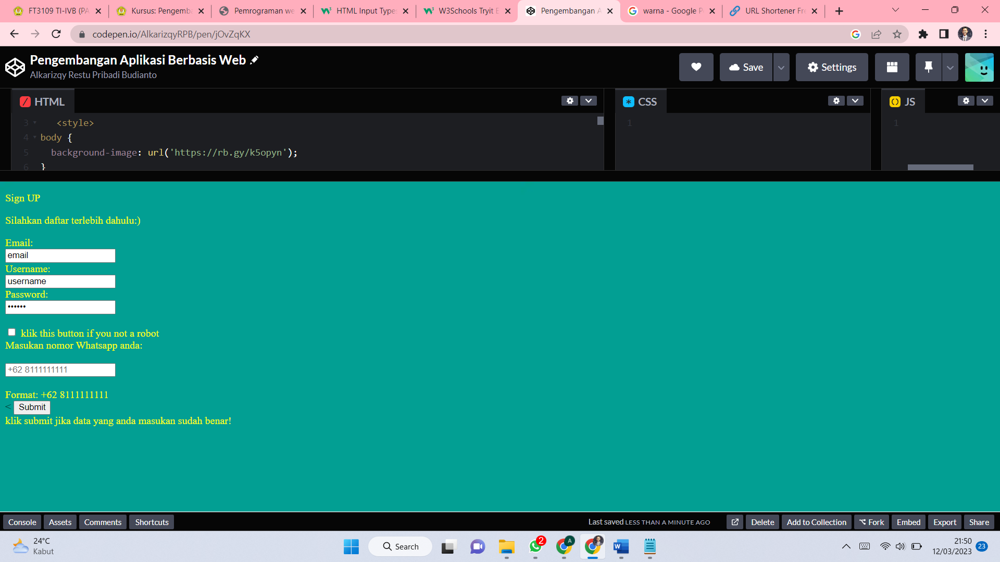 FT3109 TI-IVB (PA
Kursus: Pengemba
Pemrograman we
HTML Input Types
W3Schools Tryit E
Pengembangan A
warna - Google P
URL Shortener Fre
codepen.io/AlkarizqyRPB/pen/jOvZqKX
Pengembangan Aplikasi Berbasis Web
Alkarizqy Restu Pribadi Budianto
Save
Settings
HTML
CSS
JS
3 <style>
4 body {
5 background-image: url('https://rb.gy/k5opyn');
6 }
1
1
Sign UP
Silahkan daftar terlebih dahulu:)
Email:
email
Username:
username
Password:
••••••
klik this button if you not a robot
Masukan nomor Whatsapp anda:
+62 8111111111
Format: +62 8111111111
< Submit
klik submit jika data yang anda masukan sudah benar!
Console
Assets
Comments
Shortcuts
Last saved LESS THAN A MINUTE AGO
Delete
Add to Collection
Fork
Embed
Export
Share
24°C
Kabut
Search
2
A
W
21:50
12/03/2023
23